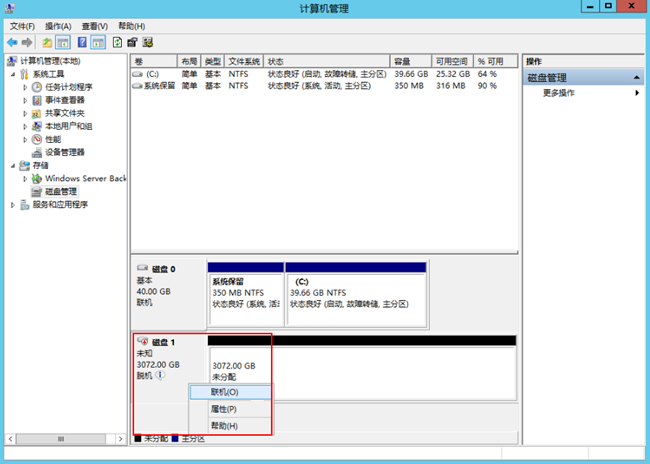 计算机管理
文件(F) 操作(A) 查看(V) 帮助(H)
计算机管理(本地)
系统工具
任务计划程序
事件查看器
共享文件夹
本地用户和组
性能
设备管理器
存储
Windows Server Back
磁盘管理
服务和应用程序
卷 布局 类型 文件系统 状态 容量 可用空间 % 可用
(C:) 简单 基本 NTFS 状态良好 (启动, 故障转储, 主分区) 39.66 GB 25.32 GB 64 %
系统保留 简单 基本 NTFS 状态良好 (系统, 活动, 主分区) 350 MB 316 MB 90 %
磁盘 0
基本
40.00 GB
联机
系统保留
350 MB NTFS
状态良好 (系统, 活
(C:)
39.66 GB NTFS
状态良好 (启动, 故障转储, 主分区)
磁盘 1
未知
3072.00 GB
脱机
3072.00 GB
未分配
联机(O)
属性(P)
帮助(H)
未分配 主分区
操作
磁盘管理
更多操作